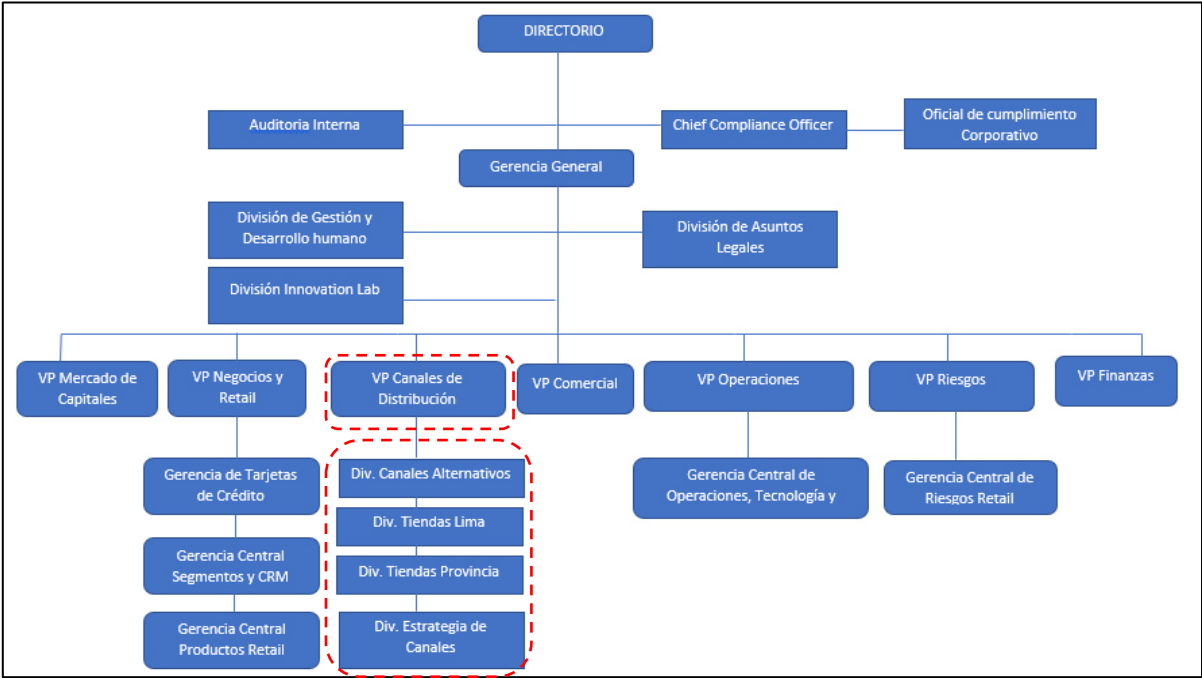 DIRECTORIO
Auditoria Interna
Chief Compliance Officer
Oficial de cumplimiento
Corporativo
Gerencia General
División de Gestión y
Desarrollo humano
División de Asuntos
Legales
División Innovation Lab
VP Mercado de
Capitales
VP Negocios y
Retail
VP Canales de
Distribución
VP Comercial
VP Operaciones
VP Riesgos
VP Finanzas
Gerencia de Tarjetas
de Crédito
Gerencia Central
Segmentos y CRM
Gerencia Central
Productos Retail
Div. Canales Alternativos
Div. Tiendas Lima
Div. Tiendas Provincia
Div. Estrategia de
Canales
Gerencia Central de
Operaciones, Tecnología y
Gerencia Central de
Riesgos Retail